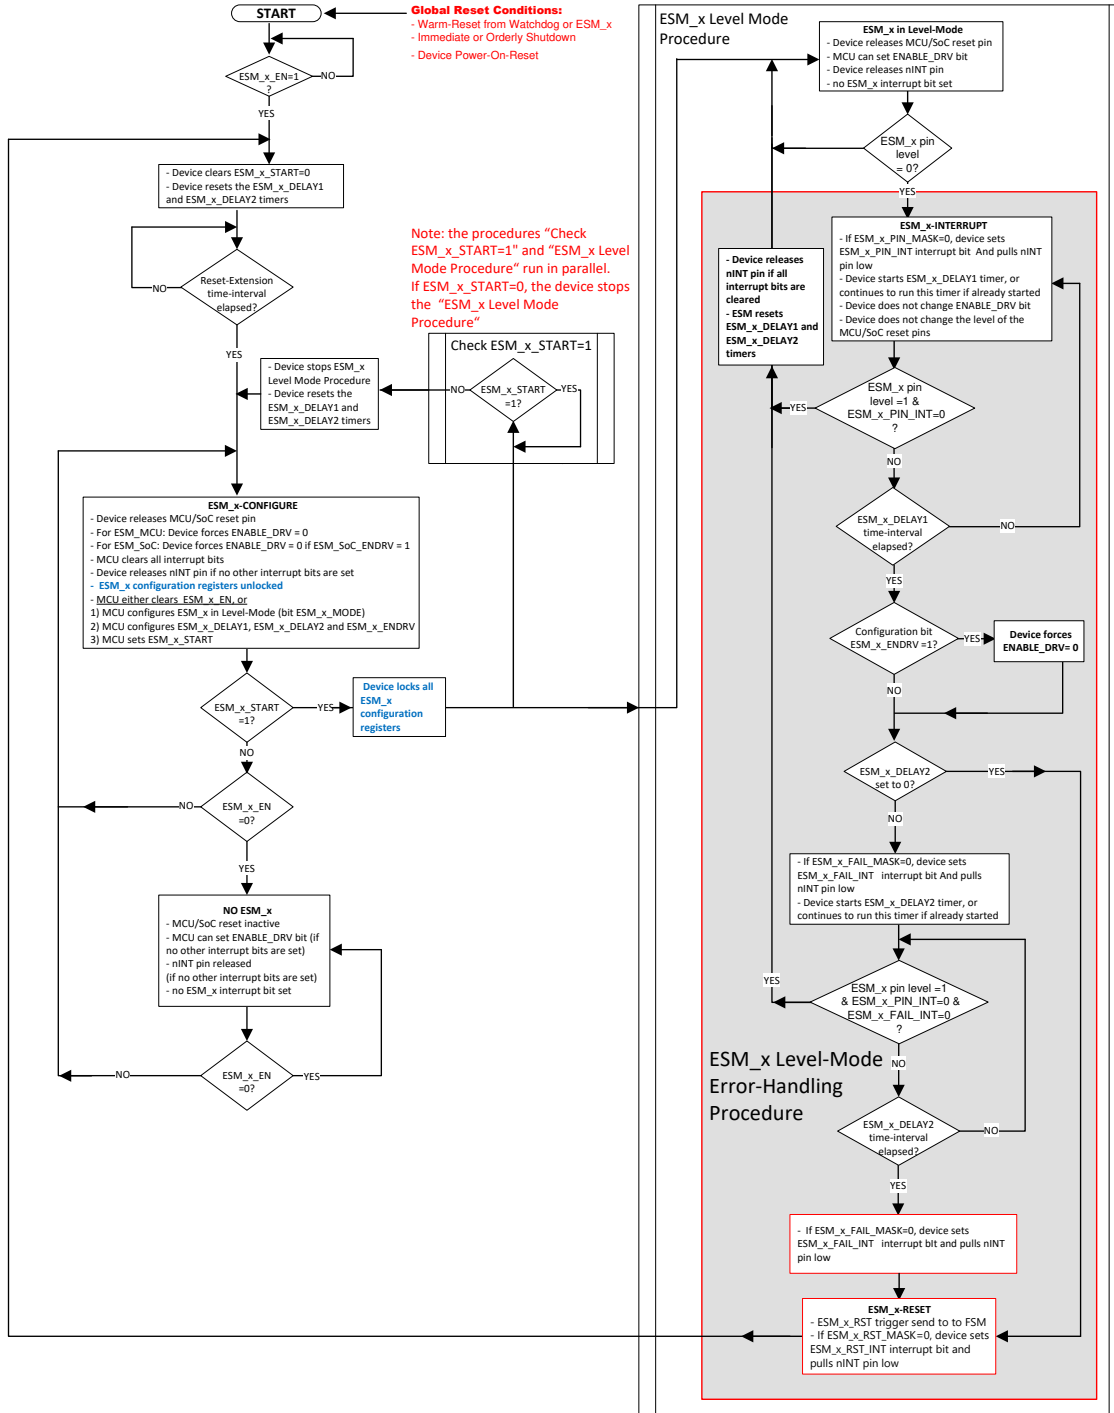 START
Global Reset Conditions:
- Warm-Reset from Watchdog or ESM_x
- Immediate or Orderly Shutdown
- Device Power-On-Reset
ESM_x_EN=1
?
NO
YES
- Device clears ESM_x_START=0
- Device resets the ESM_x_DELAY1
and ESM_x_DELAY2 timers
Reset-Extension
time-interval
elapsed?
NO
YES
Note: the procedures “Check
ESM_x_START=1" and “ESM_x Level
Mode Procedure“ run in parallel.
If ESM_x_START=0, the device stops
the “ESM_x Level Mode
Procedure“
Check ESM_x_START=1
ESM_x_START
=1?
YES
NO
- Device stops ESM_x
Level Mode Procedure
- Device resets the
ESM_x_DELAY1 and
ESM_x_DELAY2 timers
ESM_x-CONFIGURE
- Device releases MCU/SoC reset pin
- For ESM_MCU: Device forces ENABLE_DRV = 0
- For ESM_SoC: Device forces ENABLE_DRV = 0 if ESM_SoC_ENDRV = 1
- MCU clears all interrupt bits
- Device releases nINT pin if no other interrupt bits are set
- ESM_x configuration registers unlocked
- MCU either clears ESM_x_EN, or
1) MCU configures ESM_x in Level-Mode (bit ESM_x_MODE)
2) MCU configures ESM_x_DELAY1, ESM_x_DELAY2 and ESM_x_ENDRV
3) MCU sets ESM_x_START
ESM_x_START
=1?
YES
Device locks all
ESM_x
configuration
registers
NO
ESM_x_EN
=0?
NO
YES
NO ESM_x
- MCU/SoC reset inactive
- MCU can set ENABLE_DRV bit (if
no other interrupt bits are set)
- nINT pin released
(if no other interrupt bits are set)
- no ESM_x interrupt bit set
ESM_x_EN
=0?
NO
YES
ESM_x Level Mode
Procedure
ESM_x in Level-Mode
- Device releases MCU/SoC reset pin
- MCU can set ENABLE_DRV bit
- Device releases nINT pin
- no ESM_x interrupt bit set
ESM_x pin
level
= 0?
YES
- Device releases
nINT pin if all
interrupt bits are
cleared
- ESM resets
ESM_x_DELAY1 and
ESM_x_DELAY2
timers
ESM_x-INTERRUPT
- If ESM_x_PIN_MASK=0, device sets
ESM_x_PIN_INT interrupt bit And pulls nINT
pin low
- Device starts ESM_x_DELAY1 timer, or
continues to run this timer if already started
- Device does not change ENABLE_DRV bit
- Device does not change the level of the
MCU/SoC reset pins
ESM_x pin
level =1 &
ESM_x_PIN_INT=0
?
YES
NO
ESM_x_DELAY1
time-interval
elapsed?
NO
YES
Configuration bit
ESM_x_ENDRV =1?
YES
Device forces
ENABLE_DRV= 0
NO
ESM_x_DELAY2
set to 0?
YES
NO
- If ESM_x_FAIL_MASK=0, device sets
ESM_x_FAIL_INT interrupt bit And pulls
nINT pin low
- Device starts ESM_x_DELAY2 timer, or
continues to run this timer if already started
YES
ESM_x pin level =1
& ESM_x_PIN_INT=0 &
ESM_x_FAIL_INT=0
?
NO
ESM_x Level-Mode
Error-Handling
Procedure
ESM_x_DELAY2
time-interval
elapsed?
NO
YES
- If ESM_x_FAIL_MASK=0, device sets
ESM_x_FAIL_INT interrupt bIt and pulls nINT
pin low
ESM_x-RESET
- ESM_x_RST trigger send to to FSM
- If ESM_x_RST_MASK=0, device sets
ESM_x_RST_INT interrupt bit and
pulls nINT pin low